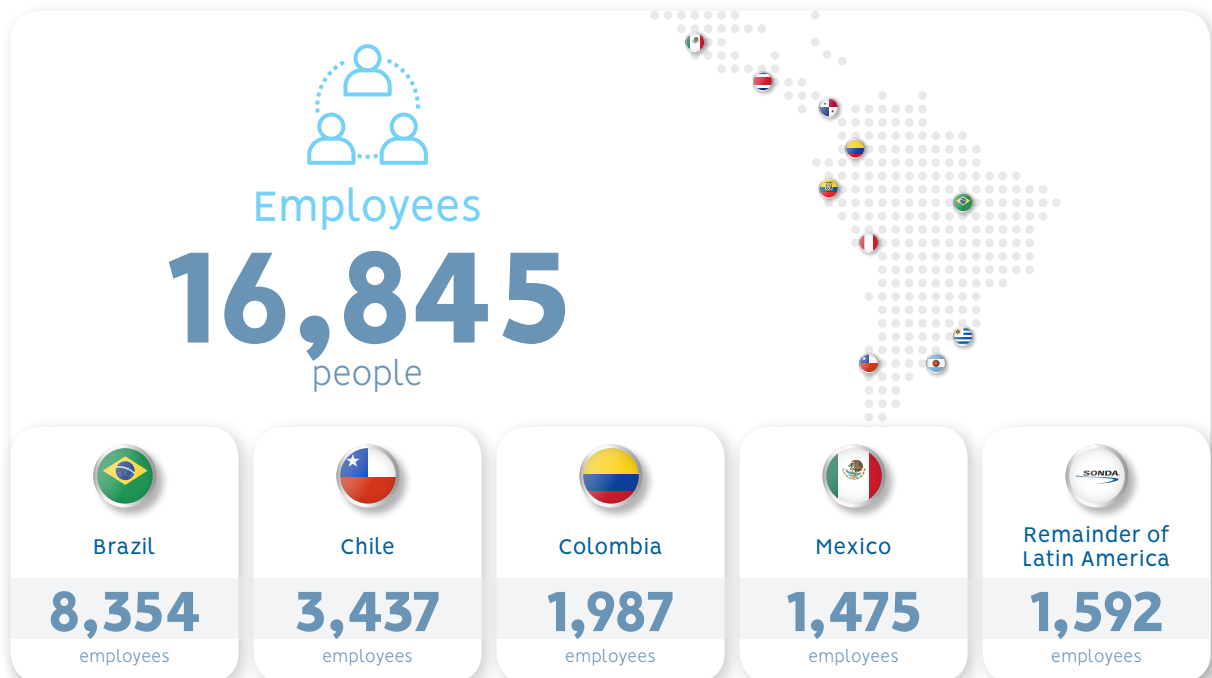 Employees
16,845
people
Brazil
8,354
employees
Chile
3,437
employees
Colombia
1,987
employees
Mexico
1,475
employees
SONDA
Remainder of
Latin America
1,592
employees